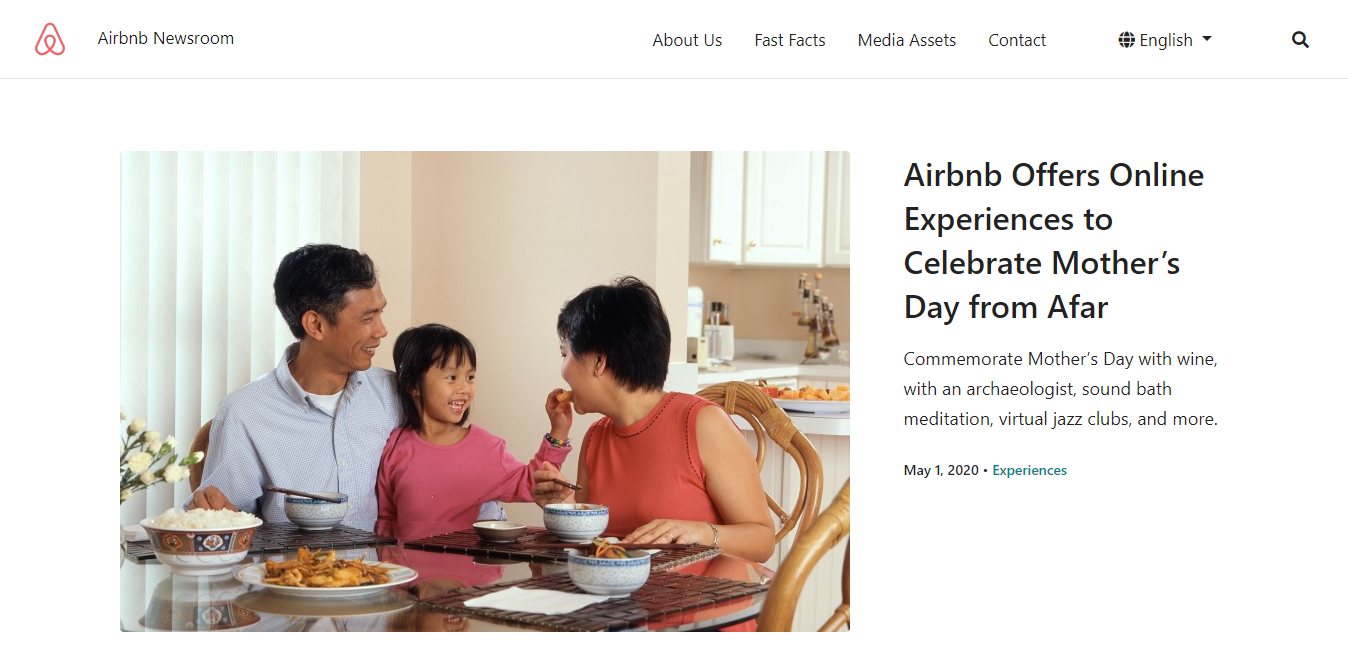 Airbnb Newsroom
About Us
Fast Facts
Media Assets
Contact
English
Airbnb Offers Online
Experiences to
Celebrate Mother’s
Day from Afar
Commemorate Mother’s Day with wine,
with an archaeologist, sound bath
meditation, virtual jazz clubs, and more.
May 1, 2020 • Experiences